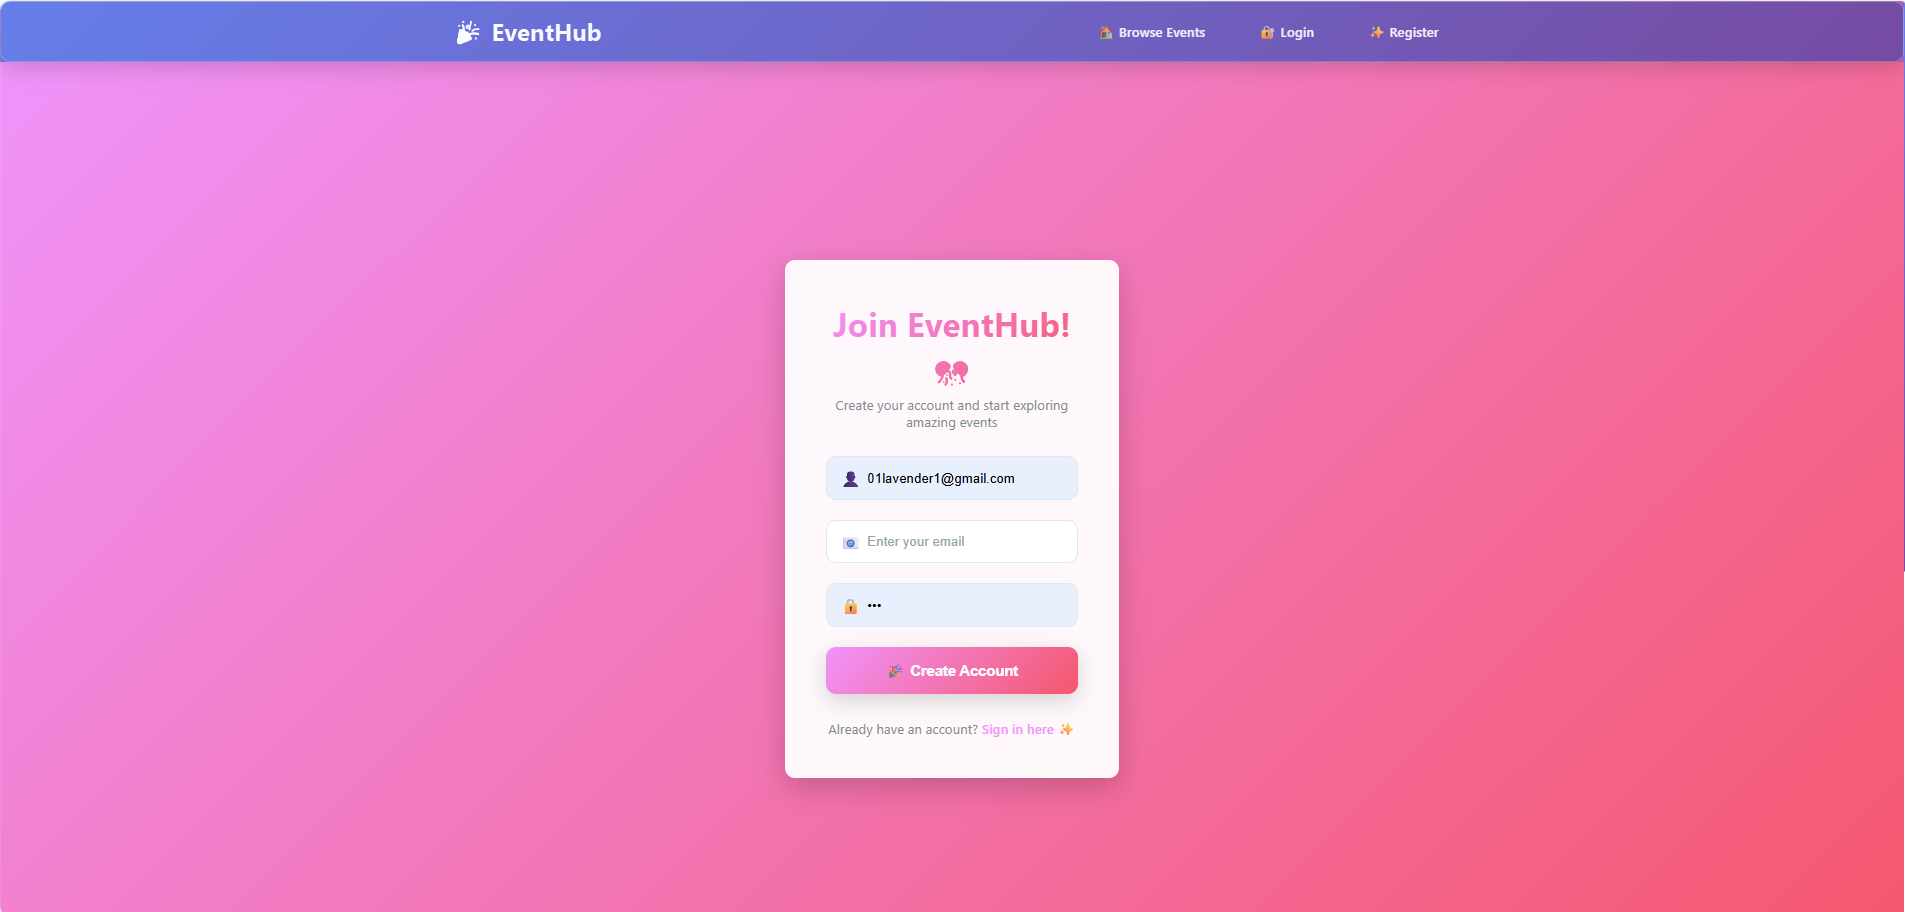 EventHub
Browse Events
Login
Register
Join EventHub!
Create your account and start exploring
amazing events
01lavender1@gmail.com
Enter your email
•••
Create Account
Already have an account? Sign in here